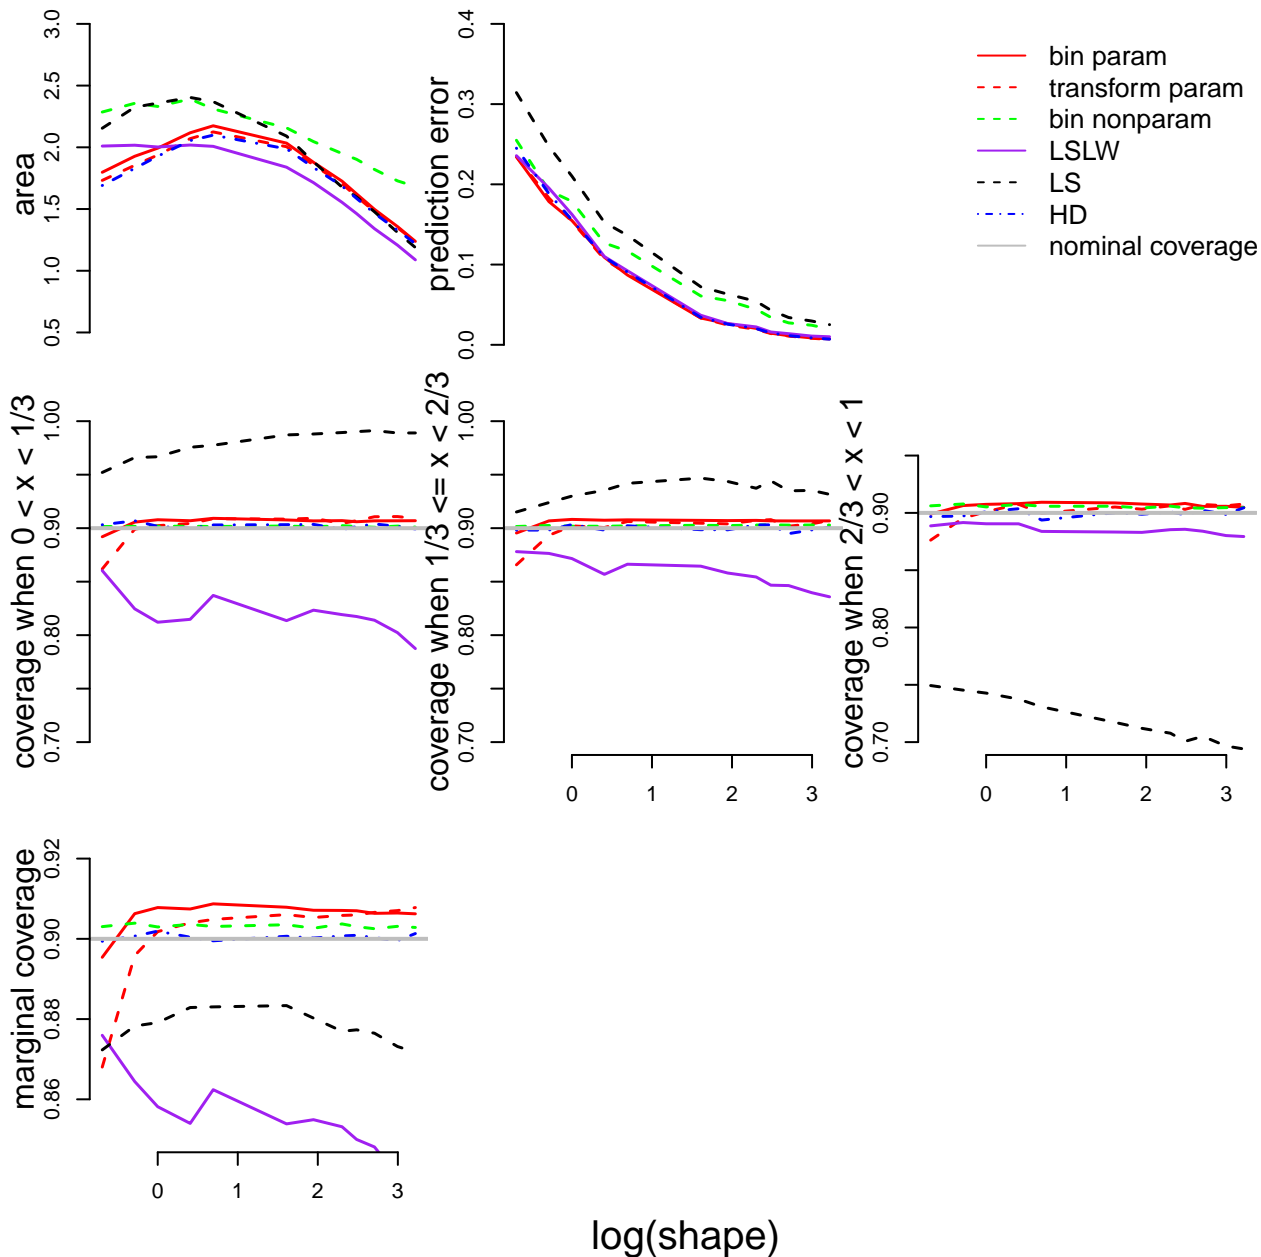 area
0.5 1.0 1.5 2.0 2.5 3.0
prediction error
0.0 0.1 0.2 0.3 0.4
bin param
transform param
bin nonparam
LSLW
LS
HD
nominal coverage
coverage when 0 < x < 1/3
0.70 0.80 0.90 1.00
coverage when 1/3 <= x < 2/3
0.70 0.80 0.90 1.00
0 1 2 3
coverage when 2/3 < x < 1
0.70 0.80 0.90
0 1 2 3
marginal coverage
0.86 0.88 0.90 0.92
0 1 2 3
log(shape)